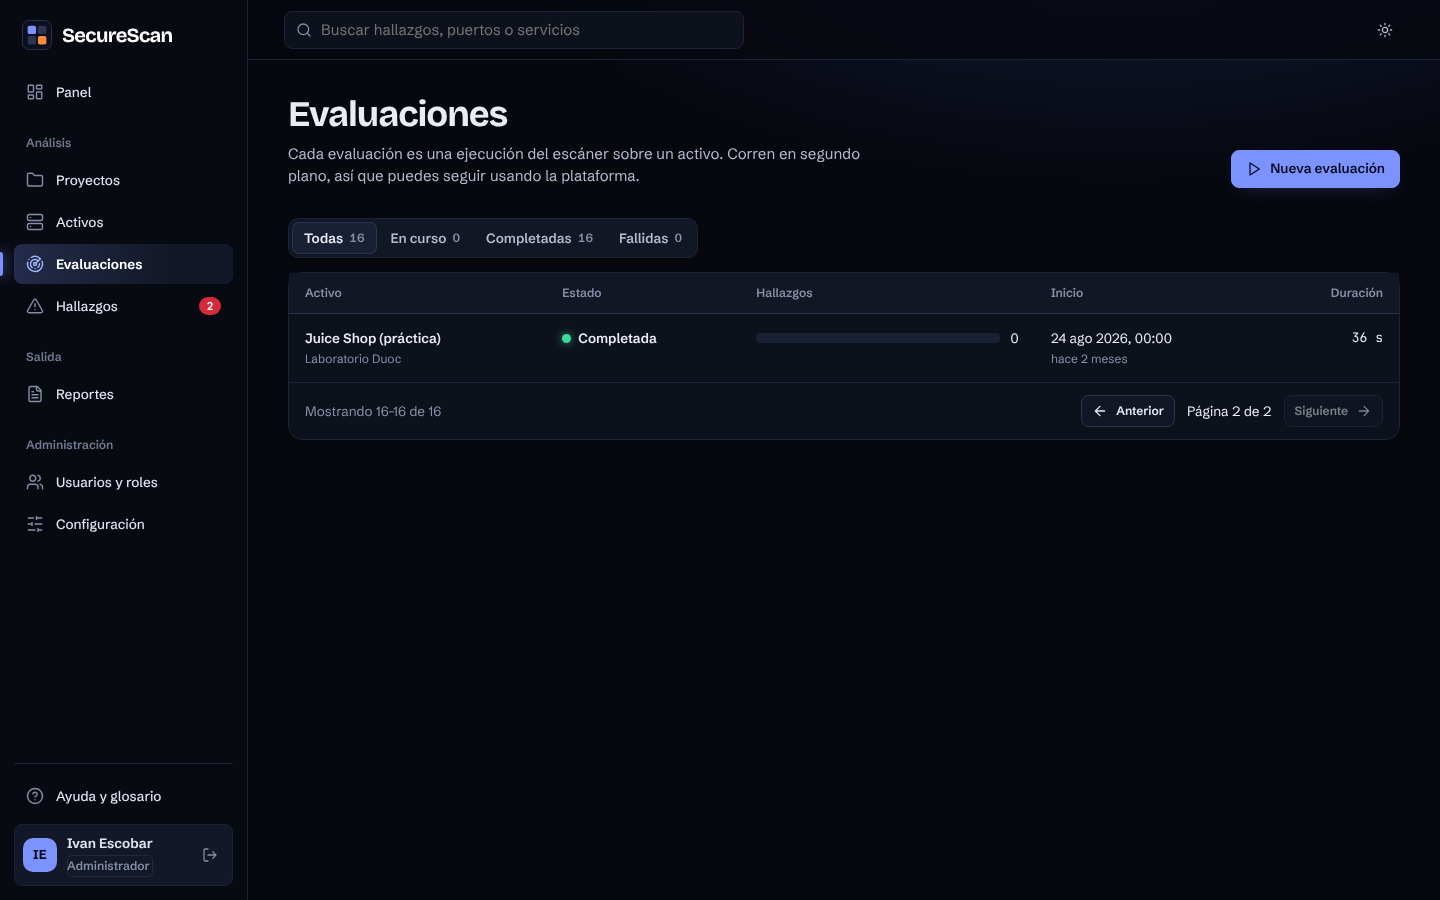 SecureScan
Buscar hallazgos, puertos o servicios
Panel
Análisis
Proyectos
Activos
Evaluaciones
Hallazgos 2
Salida
Reportes
Administración
Usuarios y roles
Configuración
Ayuda y glosario
IE
Ivan Escobar
Administrador
Evaluaciones
Cada evaluación es una ejecución del escáner sobre un activo. Corren en segundo
plano, así que puedes seguir usando la plataforma.
Nueva evaluación
Todas 16 En curso 0 Completadas 16 Fallidas 0
Activo Estado Hallazgos Inicio Duración
Juice Shop (práctica) Completada 0 24 ago 2026, 00:00 36 s
Laboratorio Duoc hace 2 meses
Mostrando 16–16 de 16 Anterior Página 2 de 2 Siguiente